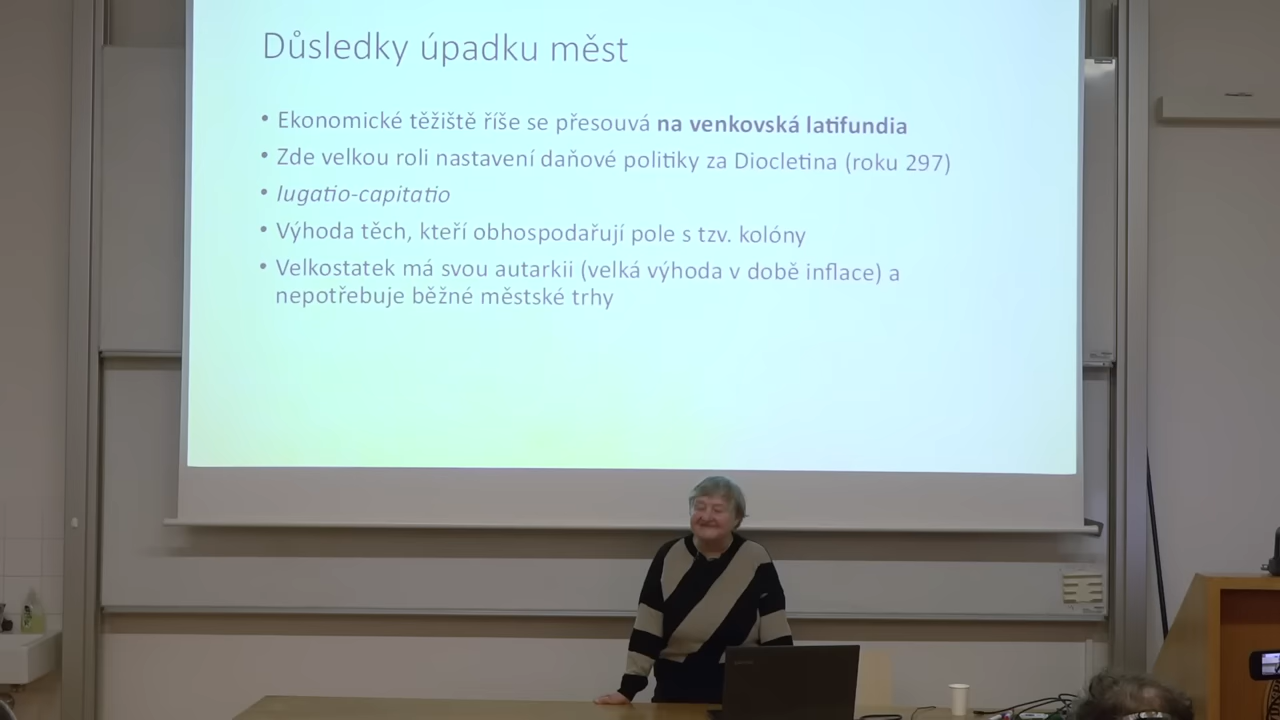 Důsledky úpadku měst
• Ekonomické těžiště říše se přesouvá na venkovská latifundia
• Zde velkou roli nastavení daňové politiky za Diocletina (roku 297)
• Iugatio-capitatio
• Výhoda těch, kteří obhospodařují pole s tzv. kolóny
• Velkostatek má svou autarkii (velká výhoda v době inflace) a
nepotřebuje běžné městské trhy